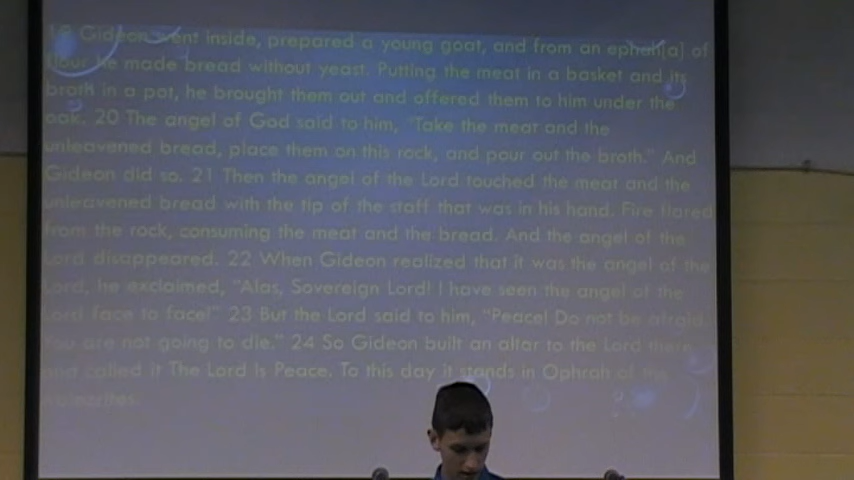 19 Gideon went inside, prepared a young goat, and from an ephah[a] of
flour he made bread without yeast. Putting the meat in a basket and its
broth in a pot, he brought them out and offered them to him under the
oak. 20 The angel of God said to him, “Take the meat and the
unleavened bread, place them on this rock, and pour out the broth.” And
Gideon did so. 21 Then the angel of the Lord touched the meat and the
unleavened bread with the tip of the staff that was in his hand. Fire flared
from the rock, consuming the meat and the bread. And the angel of the
Lord disappeared. 22 When Gideon realized that it was the angel of the
Lord, he exclaimed, “Alas, Sovereign Lord! I have seen the angel of the
Lord face to face!” 23 But the Lord said to him, “Peace! Do not be afraid.
You are not going to die.” 24 So Gideon built an altar to the Lord there
and called it The Lord Is Peace. To this day it stands in Ophrah of the
Abiezrites.